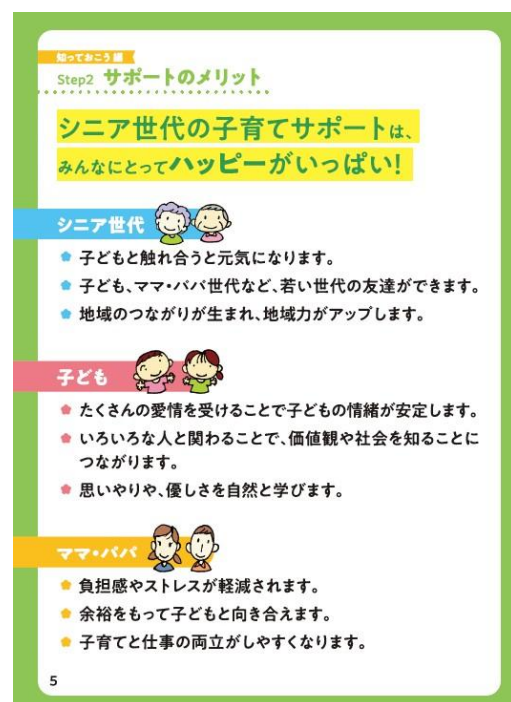 知っておこう編
Step2 サポートのメリット
シニア世代の子育てサポートは、
みんなにとってハッピーがいっぱい!
シニア世代
子どもと触れ合うと元気になります。
子ども、ママ・パパ世代など、若い世代の友達ができます。
地域のつながりが生まれ、地域力がアップします。
子ども
たくさんの愛情を受けることで子どもの情緒が安定します。
いろいろな人と関わることで、価値観や社会を知ることに
つながります。
思いやりや、優しさを自然と学びます。
ママ・パパ
負担感やストレスが軽減されます。
余裕をもって子どもと向き合えます。
子育てと仕事の両立がしやすくなります。
5